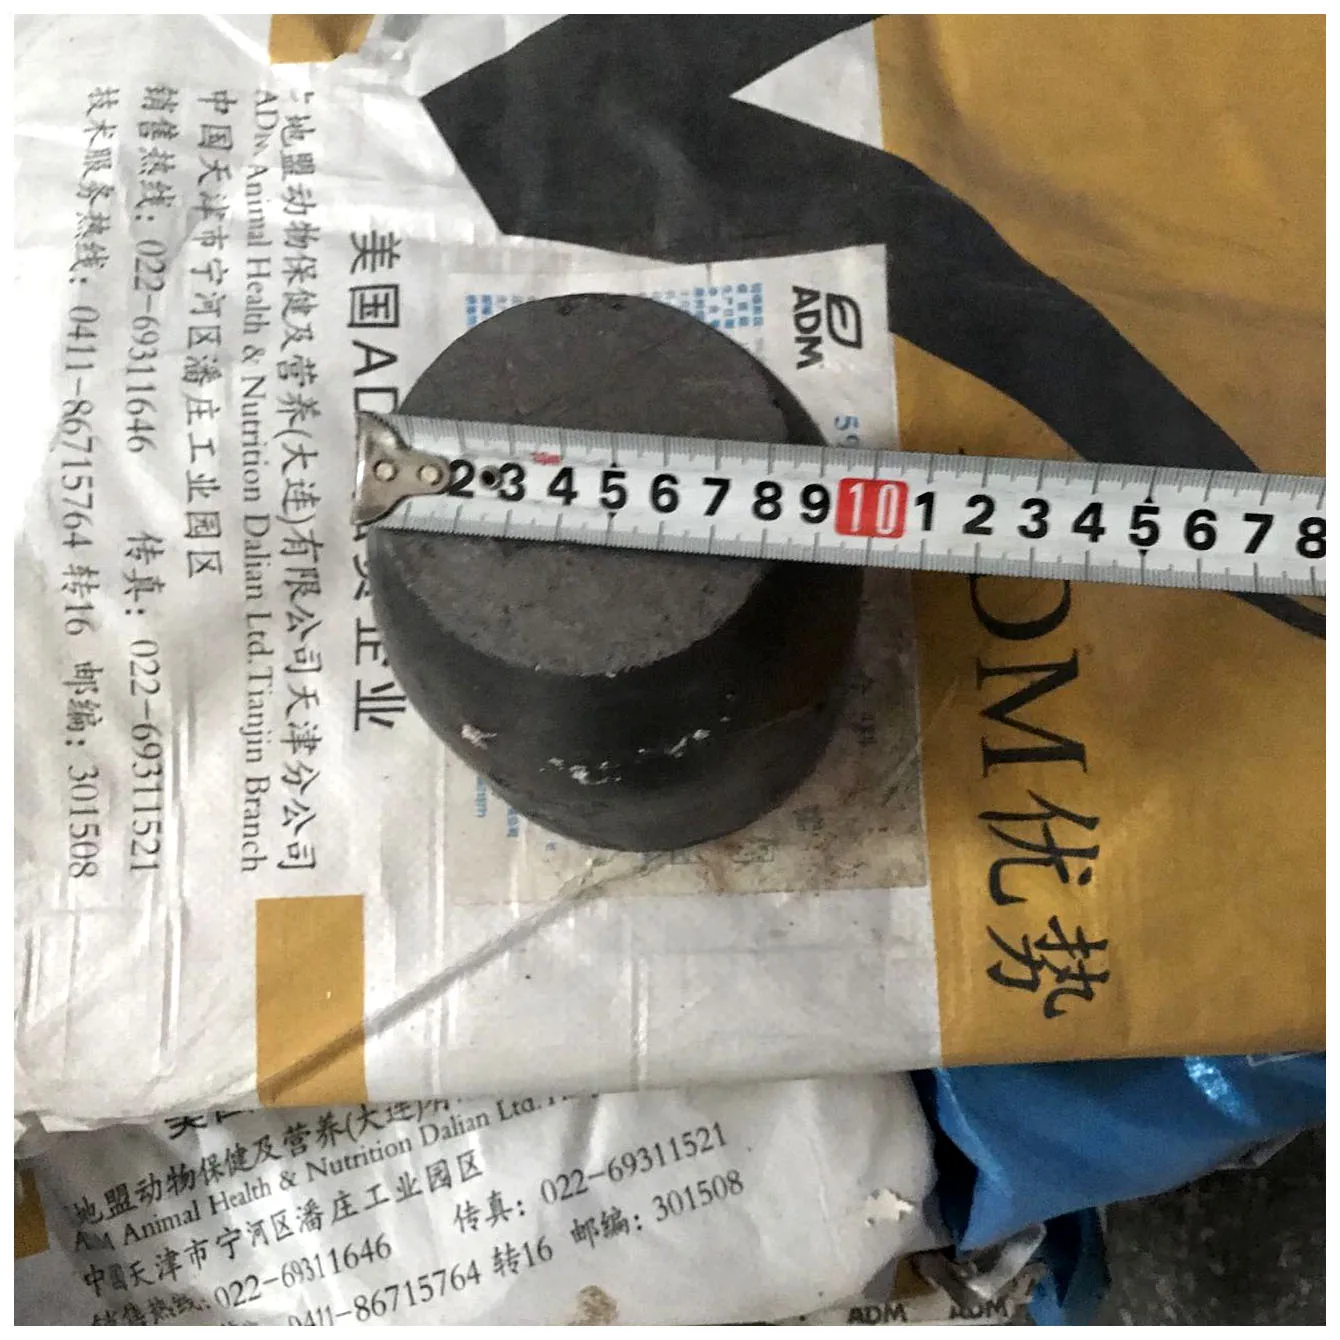 美国AD
企业
地盟动物保健及营养(大连)有限公司天津分公司
Animal Health & Nutrition Dalian Ltd.Tianjin Branch
中国天津市宁河区潘庄工业园区
销售热线: 022-69311646 传真: 022-69311521
技术服务热线: 0411-86715764 转16 邮编: 301508
ADM
59
2 3 4 5 6 7 8 9 10 1 2 3 4 5 6 7 8
DM优势
地盟动物保健及营养(大连)
Animal Health & Nutrition Dalian Ltd.
中国天津市宁河区潘庄工业园区
销售热线: 022-69311646 传真: 022-69311521
0411-86715764 转16 邮编: 301508
ADM ADM